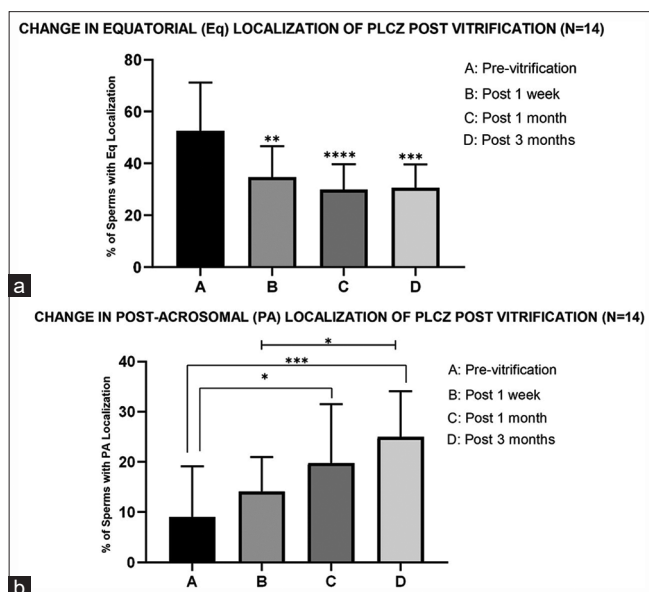 CHANGE IN EQUATORIAL (Eq) LOCALIZATION OF PLCZ POST VITRIFICATION (N=14)
% of Sperms with Eq Localization
80
60
40
20
0
**
****
***
A
B
C
D
A: Pre-vitrification
B: Post 1 week
C: Post 1 month
D: Post 3 months
a
CHANGE IN POST-ACROSOMAL (PA) LOCALIZATION OF PLCZ POST VITRIFICATION (N=14)
% of Sperms with PA Localization
40
30
20
10
0
*
***
*
A
B
C
D
A: Pre-vitrification
B: Post 1 week
C: Post 1 month
D: Post 3 months
b